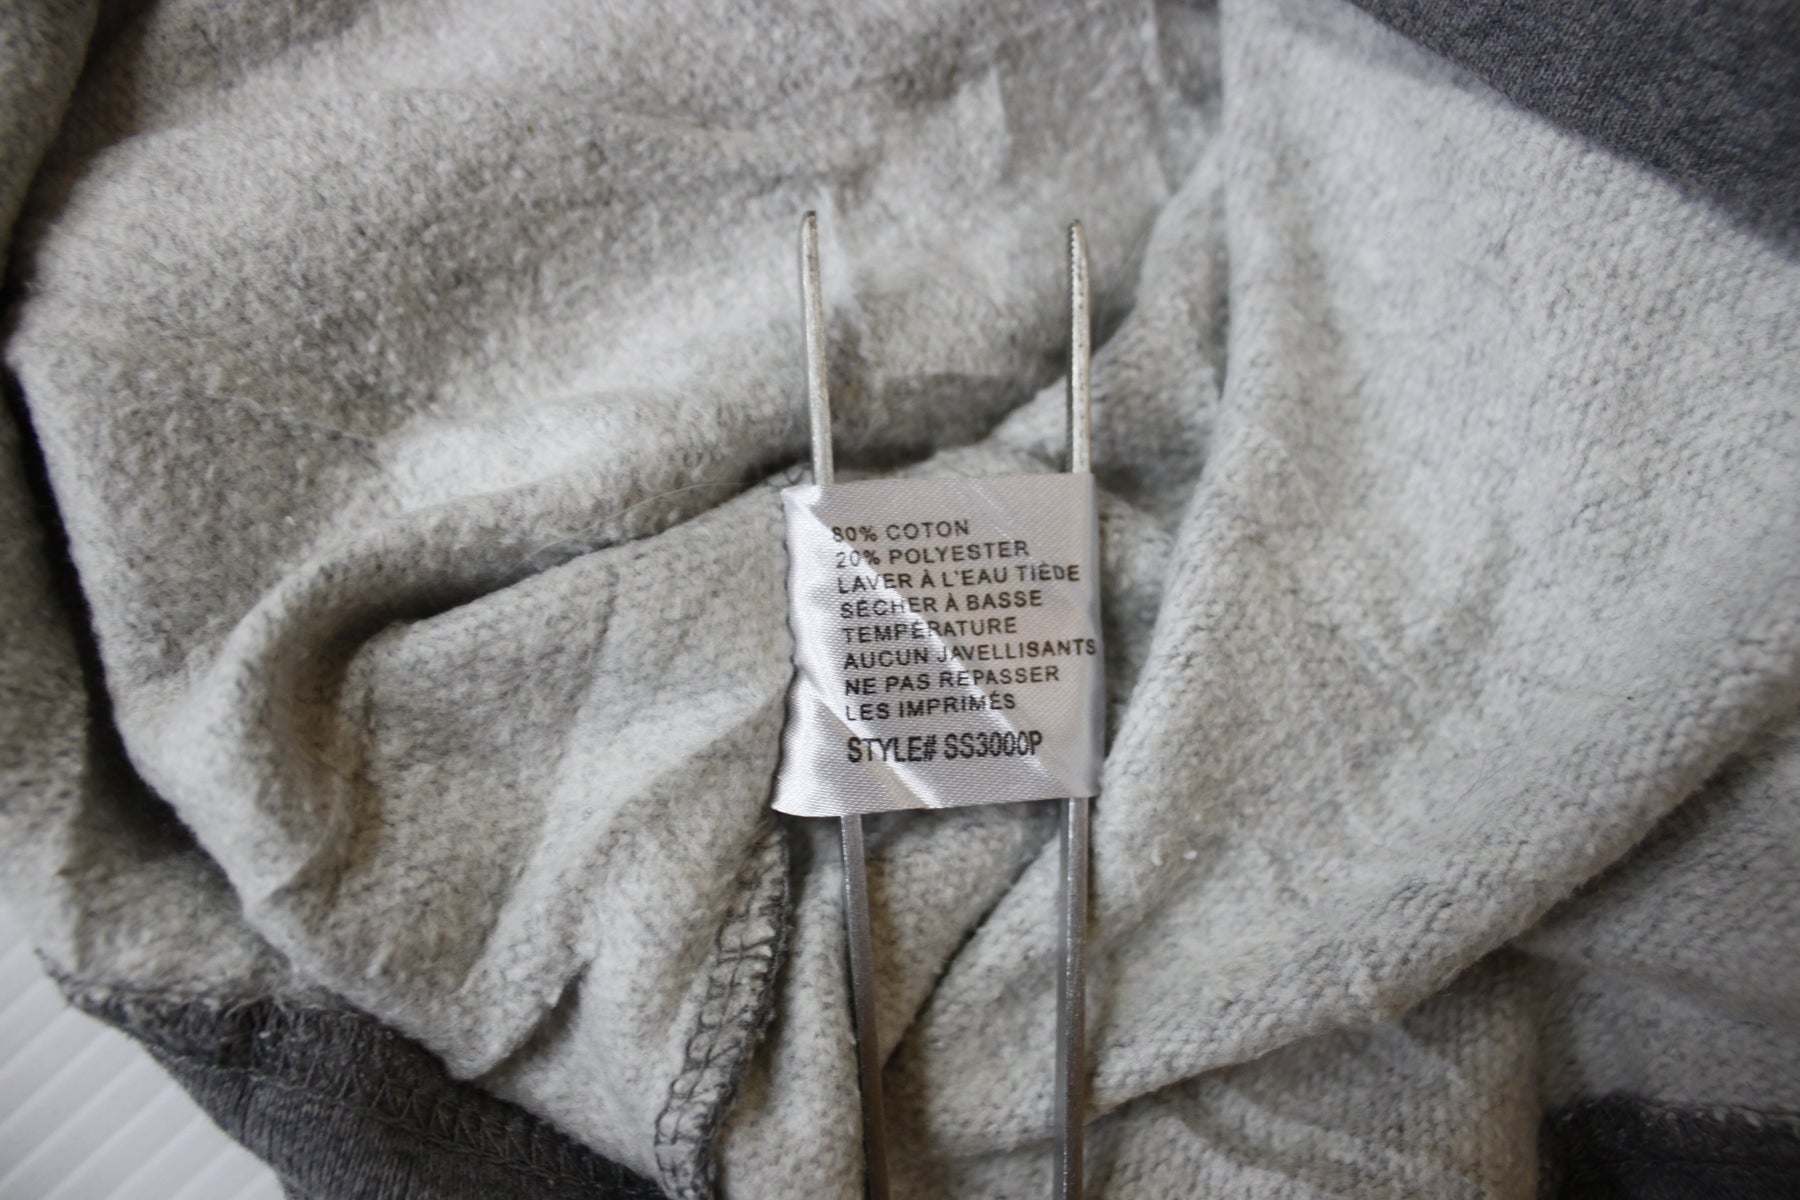 80% COTON
20% POLYESTER
LAVER À L'EAU TIÈDE
SÉCHER À BASSE
TEMPÉRATURE
AUCUN JAVELLISANTS
NE PAS REPASSER
LES IMPRIMÉS
STYLE# SS3000P